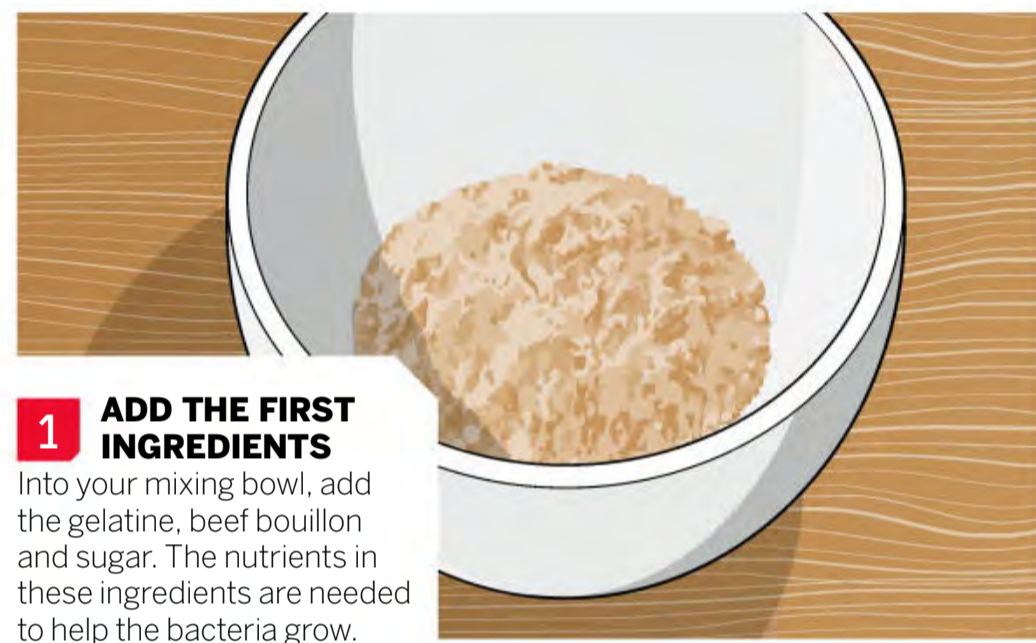 1
ADD THE FIRST
INGREDIENTS
Into your mixing bowl, add
the gelatine, beef bouillon
and sugar. The nutrients in
these ingredients are needed
to help the bacteria grow.